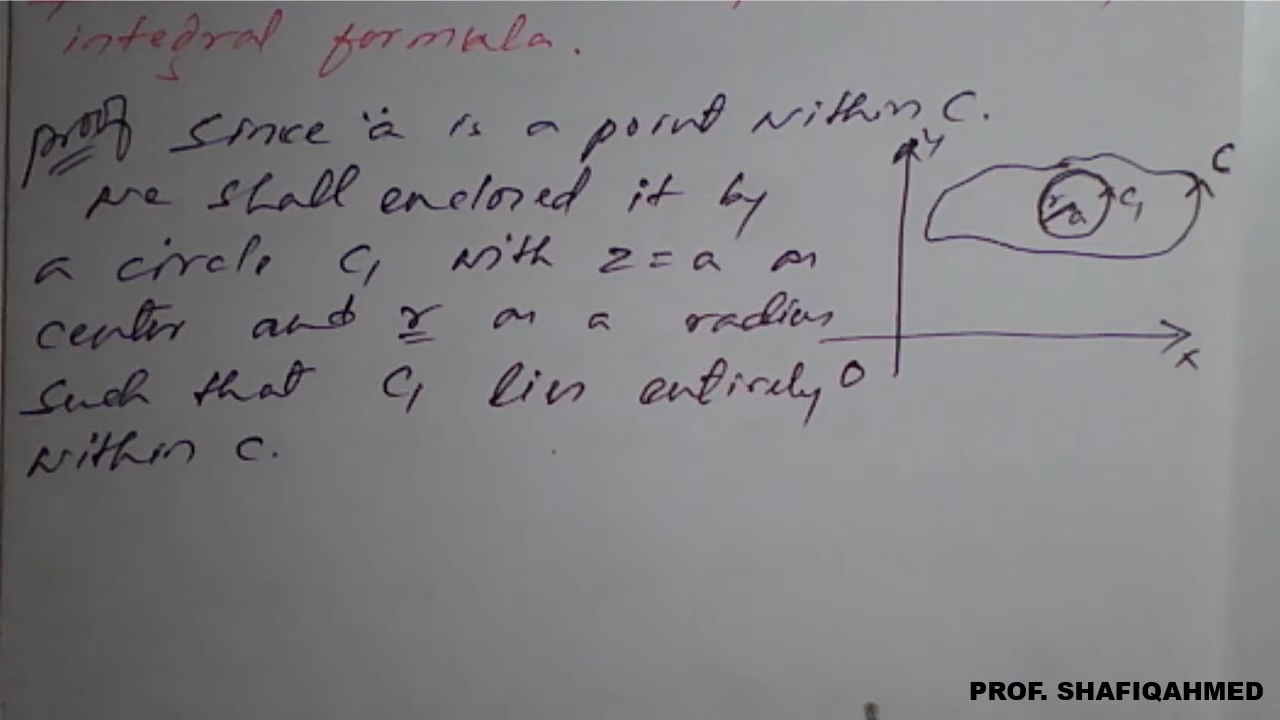 integral formula.
proof Since 'a' is a point within C.
we shall enclosed it by
a circle C₁ with z = a as
center and r as a radius
such that C₁ lies entirely
within C.
y
C
r
a
C₁
O
x
PROF. SHAFIQAHMED